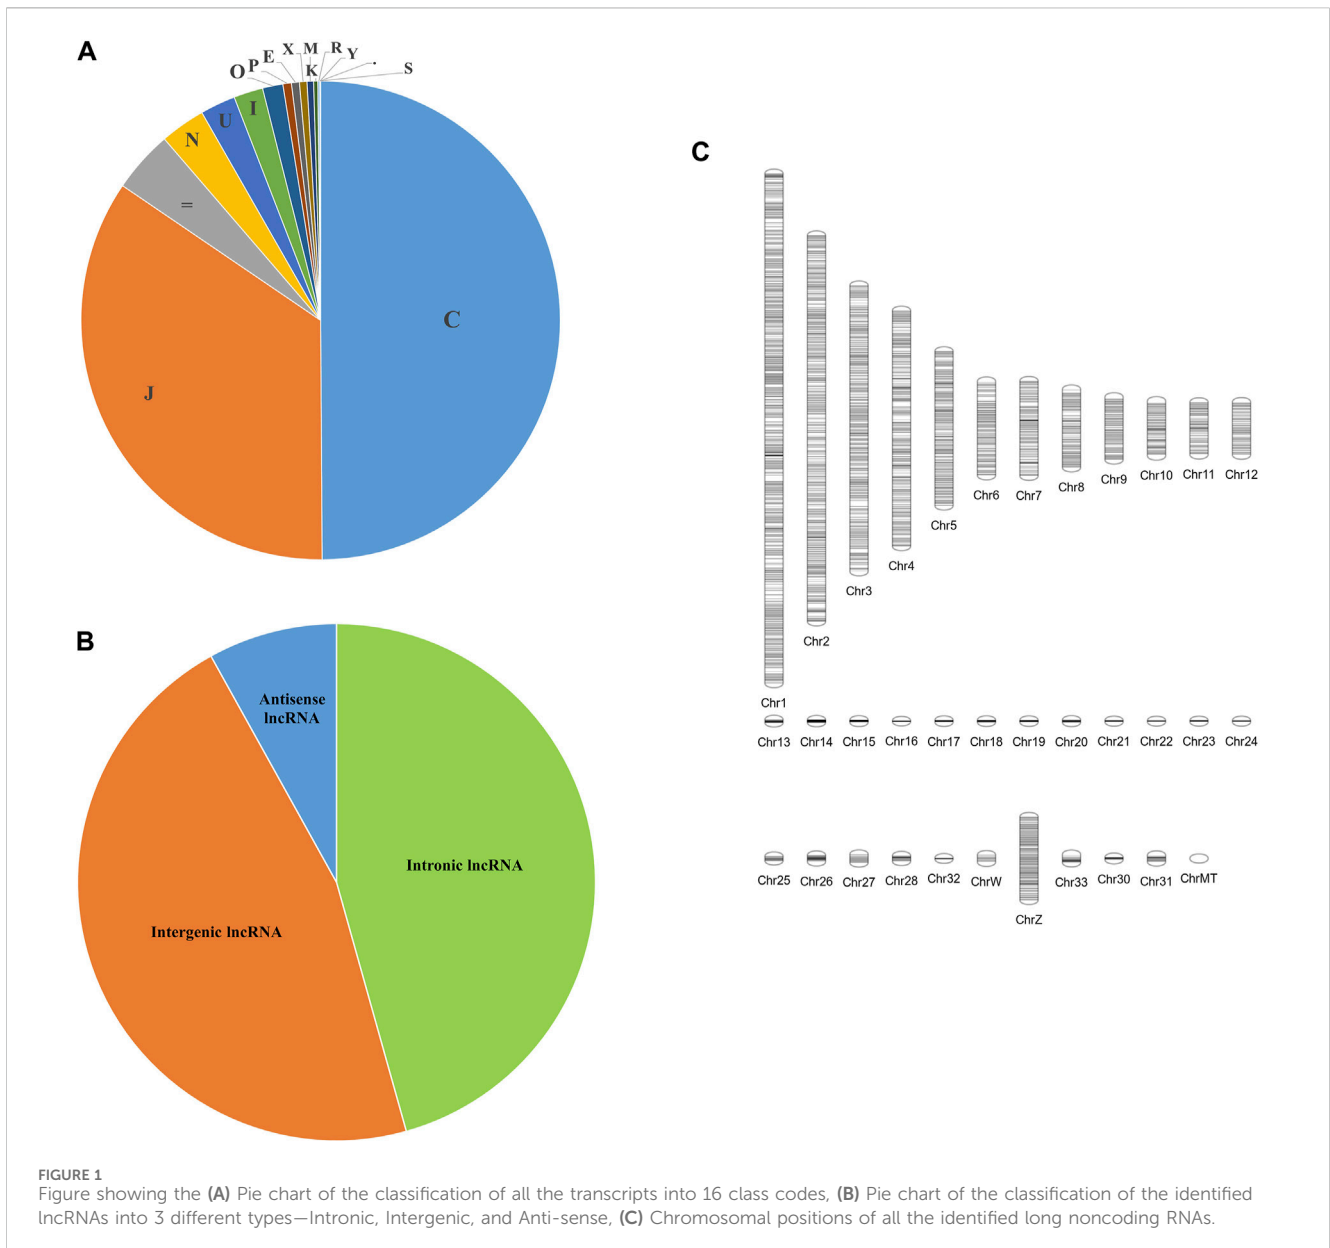 A
O P E X M K R Y . S
I
U
N
=
C
J
B
Antisense
lncRNA
Intronic lncRNA
Intergenic lncRNA
C
Chr1
Chr2
Chr3
Chr4
Chr5
Chr6
Chr7
Chr8
Chr9
Chr10
Chr11
Chr12
Chr13 Chr14 Chr15 Chr16 Chr17 Chr18 Chr19 Chr20 Chr21 Chr22 Chr23 Chr24
Chr25 Chr26 Chr27 Chr28 Chr32 ChrW ChrZ Chr33 Chr30 Chr31 ChrMT
FIGURE 1
Figure showing the (A) Pie chart of the classification of all the transcripts into 16 class codes, (B) Pie chart of the classification of the identified
lncRNAs into 3 different types—Intronic, Intergenic, and Anti-sense, (C) Chromosomal positions of all the identified long noncoding RNAs.